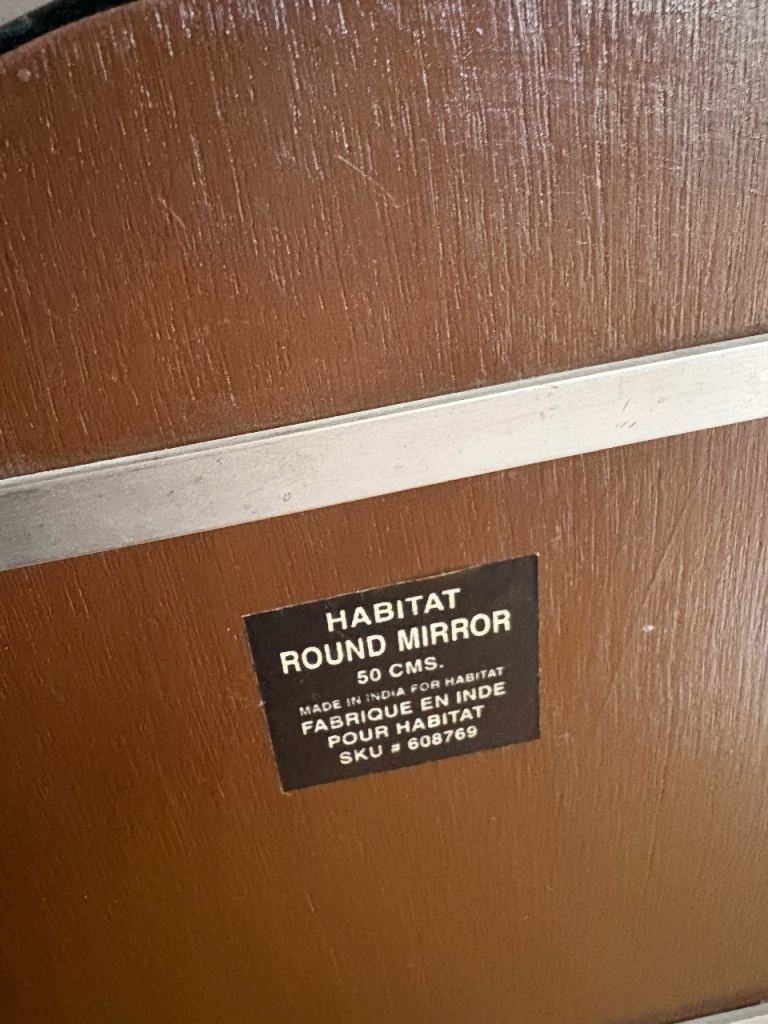 HABITAT
ROUND MIRROR
50 CMS.
MADE IN INDIA FOR HABITAT
FABRIQUE EN INDE
POUR HABITAT
SKU # 608769